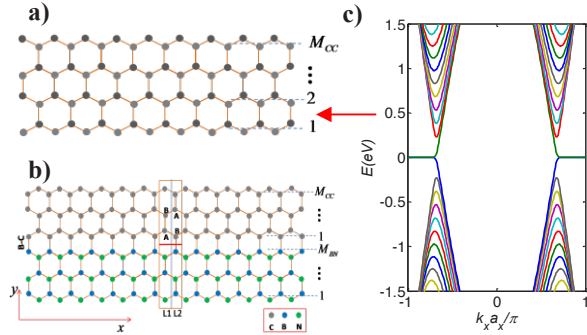 a)
M_CC
⋮
2
1
b)
M_CC
B
A
⋮
B
A
1
B-C
M_BN
⋮
1
y
x
L1 L2
C B N
c)
1.5
1
0.5
0
-0.5
-1
-1.5
E(eV)
-1 0 1
k_x a_x/π